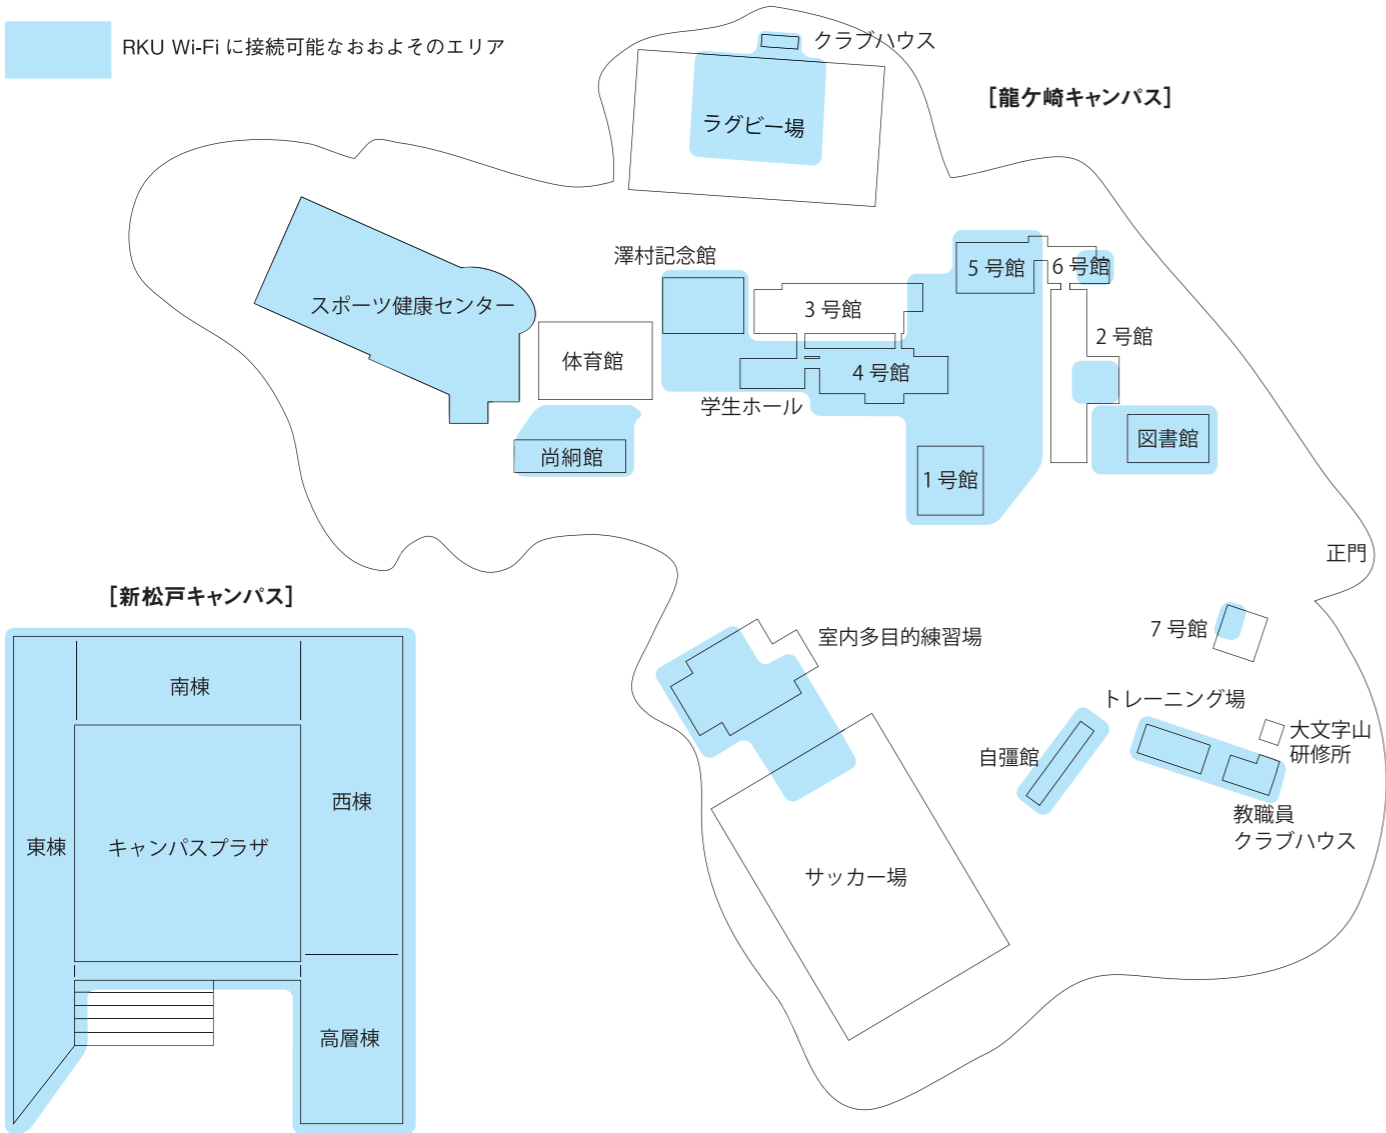 RKU Wi-Fi に接続可能なおおよそのエリア
クラブハウス
[龍ケ崎キャンパス]
ラグビー場
澤村記念館
5 号館
6 号館
スポーツ健康センター
3 号館
2 号館
体育館
4 号館
学生ホール
図書館
尚絅館
1 号館
正門
[新松戸キャンパス]
7 号館
室内多目的練習場
南棟
トレーニング場
大文字山
研修所
自彊館
西棟
教職員
クラブハウス
東棟
キャンパスプラザ
サッカー場
高層棟